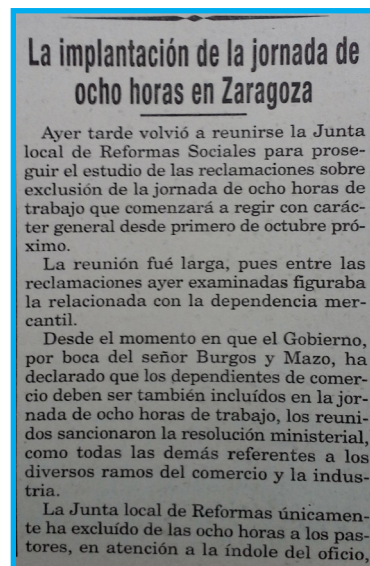 La implantación de la jornada de
ocho horas en Zaragoza
Ayer tarde volvió a reunirse la Junta
local de Reformas Sociales para prose-
guir el estudio de las reclamaciones sobre
exclusión de la jornada de ocho horas de
trabajo que comenzará a regir con carác-
ter general desde primero de octubre pró-
ximo.
La reunión fué larga, pues entre las
reclamaciones ayer examinadas figuraba
la relacionada con la dependencia mer-
cantil.
Desde el momento en que el Gobierno,
por boca del señor Burgos y Mazo, ha
declarado que los dependientes de comer-
cio deben ser también incluídos en la jor-
nada de ocho horas de trabajo, los reuni-
dos sancionaron la resolución ministerial,
como todas las demás referentes a los
diversos ramos del comercio y la indus-
tria.
La Junta local de Reformas únicamen-
te ha excluído de las ocho horas a los pas-
tores, en atención a la índole del oficio,